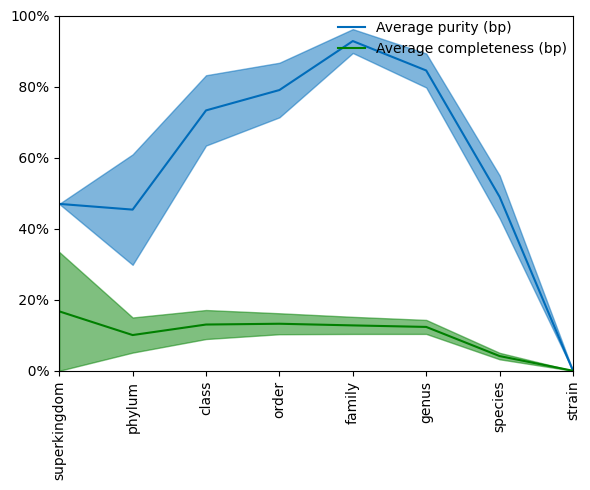 100%
80%
60%
40%
20%
0%
Average purity (bp)
Average completeness (bp)
superkingdom
phylum
class
order
family
genus
species
strain